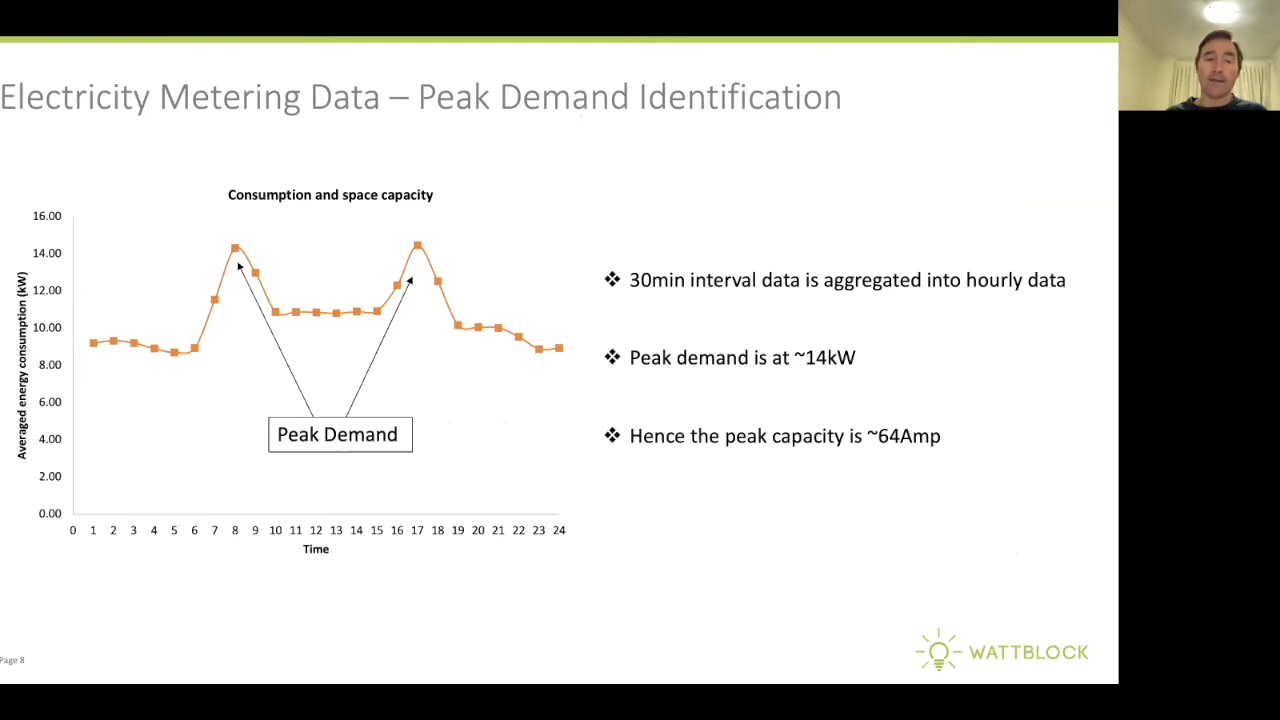 Electricity Metering Data – Peak Demand Identification
Consumption and space capacity
16.00
14.00
12.00
10.00
8.00
6.00
4.00
2.00
0.00
Averaged energy consumption (kW)
0 1 2 3 4 5 6 7 8 9 10 11 12 13 14 15 16 17 18 19 20 21 22 23 24
Time
Peak Demand
❖ 30min interval data is aggregated into hourly data
❖ Peak demand is at ~14kW
❖ Hence the peak capacity is ~64Amp
Page 8
WATTBLOCK